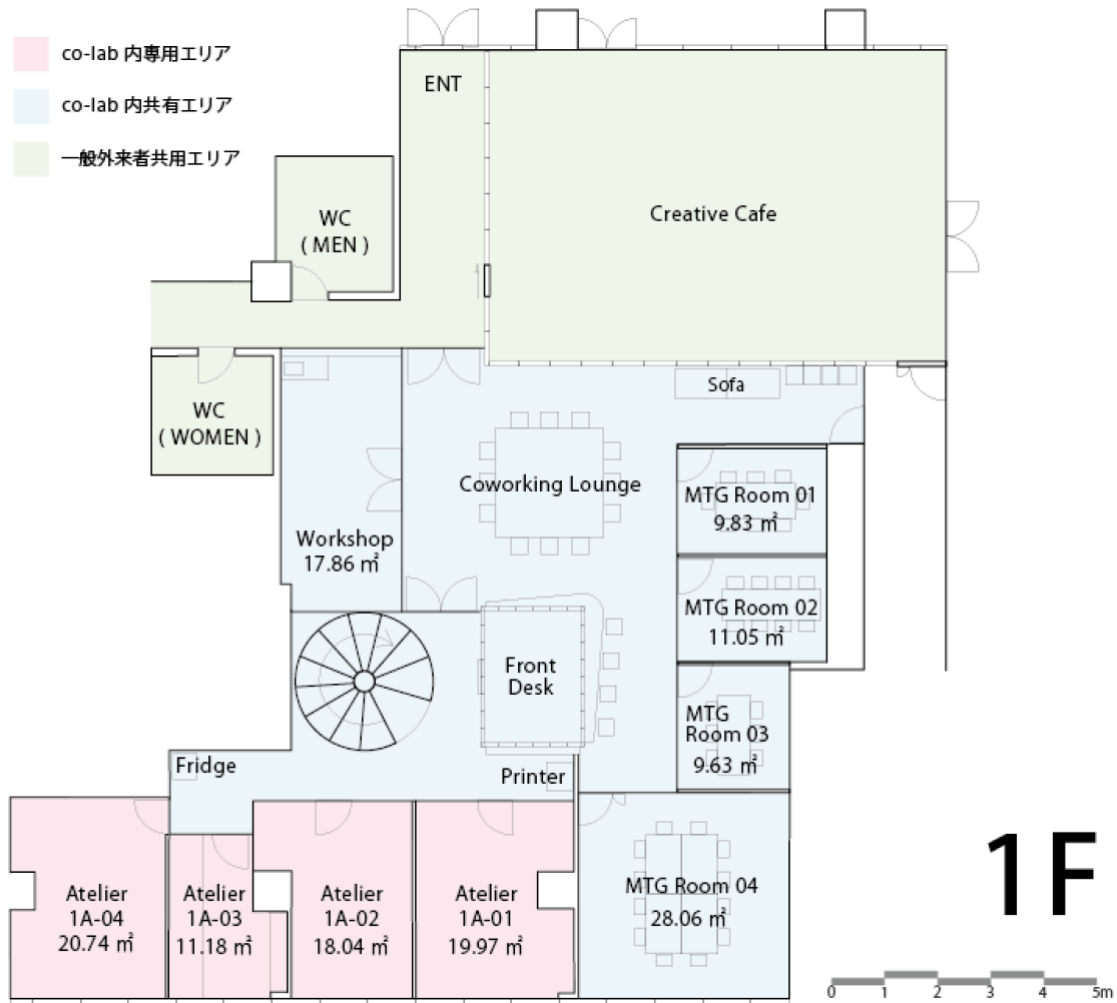 co-lab 内専用エリア
co-lab 内共有エリア
一般外来者共用エリア
ENT
WC
( MEN )
Creative Cafe
WC
( WOMEN )
Sofa
Coworking Lounge
MTG Room 01
9.83 ㎡
Workshop
17.86 ㎡
MTG Room 02
11.05 ㎡
Front
Desk
MTG
Room 03
9.63 ㎡
Fridge
Printer
Atelier
1A-04
20.74 ㎡
Atelier
1A-03
11.18 ㎡
Atelier
1A-02
18.04 ㎡
Atelier
1A-01
19.97 ㎡
MTG Room 04
28.06 ㎡
1F
0 1 2 3 4 5m